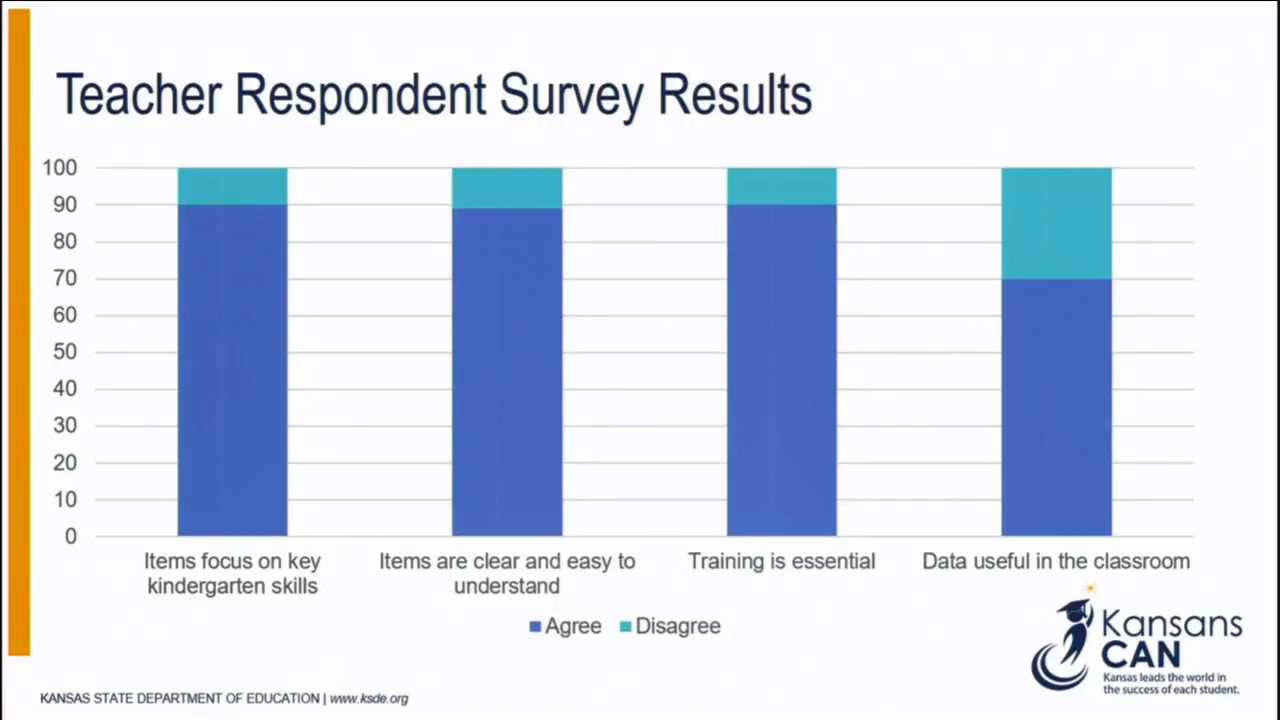 Teacher Respondent Survey Results
100
90
80
70
60
50
40
30
20
10
0
Items focus on key
kindergarten skills
Items are clear and easy to
understand
Training is essential
Data useful in the classroom
Agree Disagree
Kansans
CAN
Kansas leads the world in
the success of each student.
KANSAS STATE DEPARTMENT OF EDUCATION | www.ksde.org